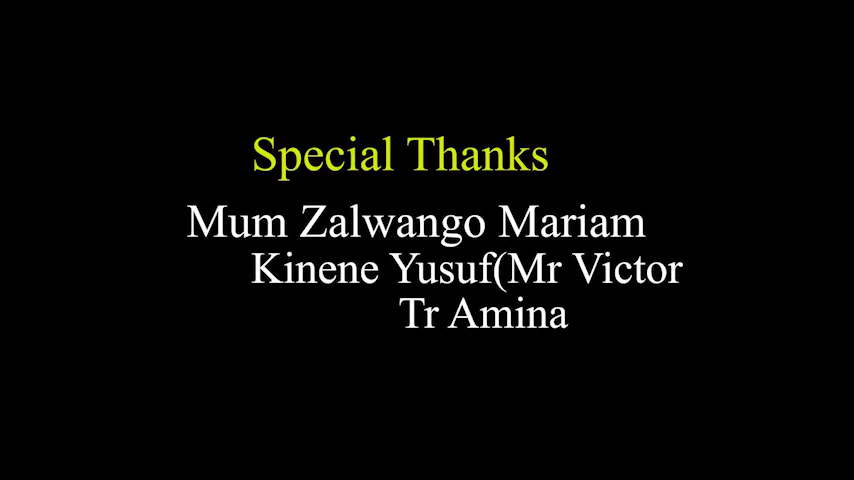 Special Thanks
Mum Zalwango Mariam
Kinene Yusuf(Mr Victor
Tr Amina